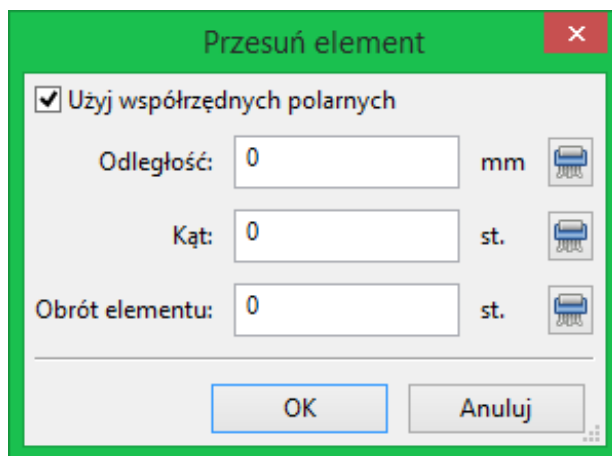 Przesuń element
Użyj współrzędnych polarnych
Odległość: 0 mm
Kąt: 0 st.
Obrót elementu: 0 st.
OK Anuluj